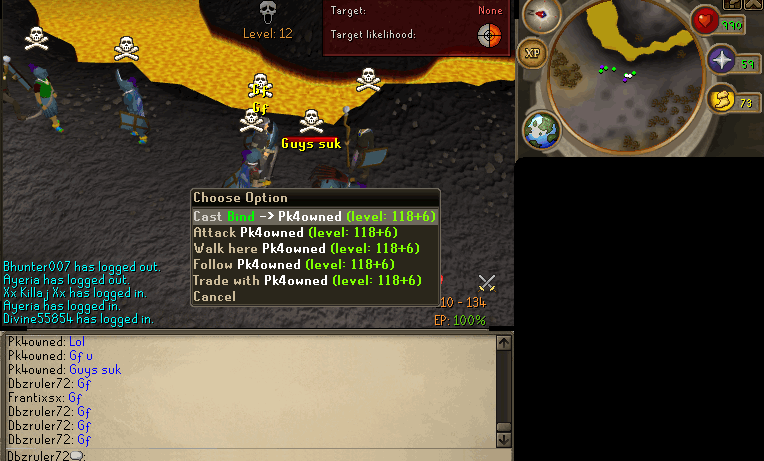 Level: 12
Target: None
Target likelihood:
XP
990
69
73
Gf
Gf
Guys suk
Choose Option
Cast Bind -> Pk4owned (level: 118+6)
Attack Pk4owned (level: 118+6)
Walk here Pk4owned (level: 118+6)
Follow Pk4owned (level: 118+6)
Trade with Pk4owned (level: 118+6)
Cancel
Bhunter007 has logged out.
Ayeria has logged out.
Xx Killa j Xx has logged in.
Ayeria has logged in.
Divine55854 has logged in.
10 - 134
EP: 100%
Pk4owned: Lol
Pk4owned: Gf u
Pk4owned: Guys suk
Dbzruler72: Gf
Frantixsx: Gf
Dbzruler72: Gf
Dbzruler72: Gf
Dbzruler72: Gf
Dbzruler72: